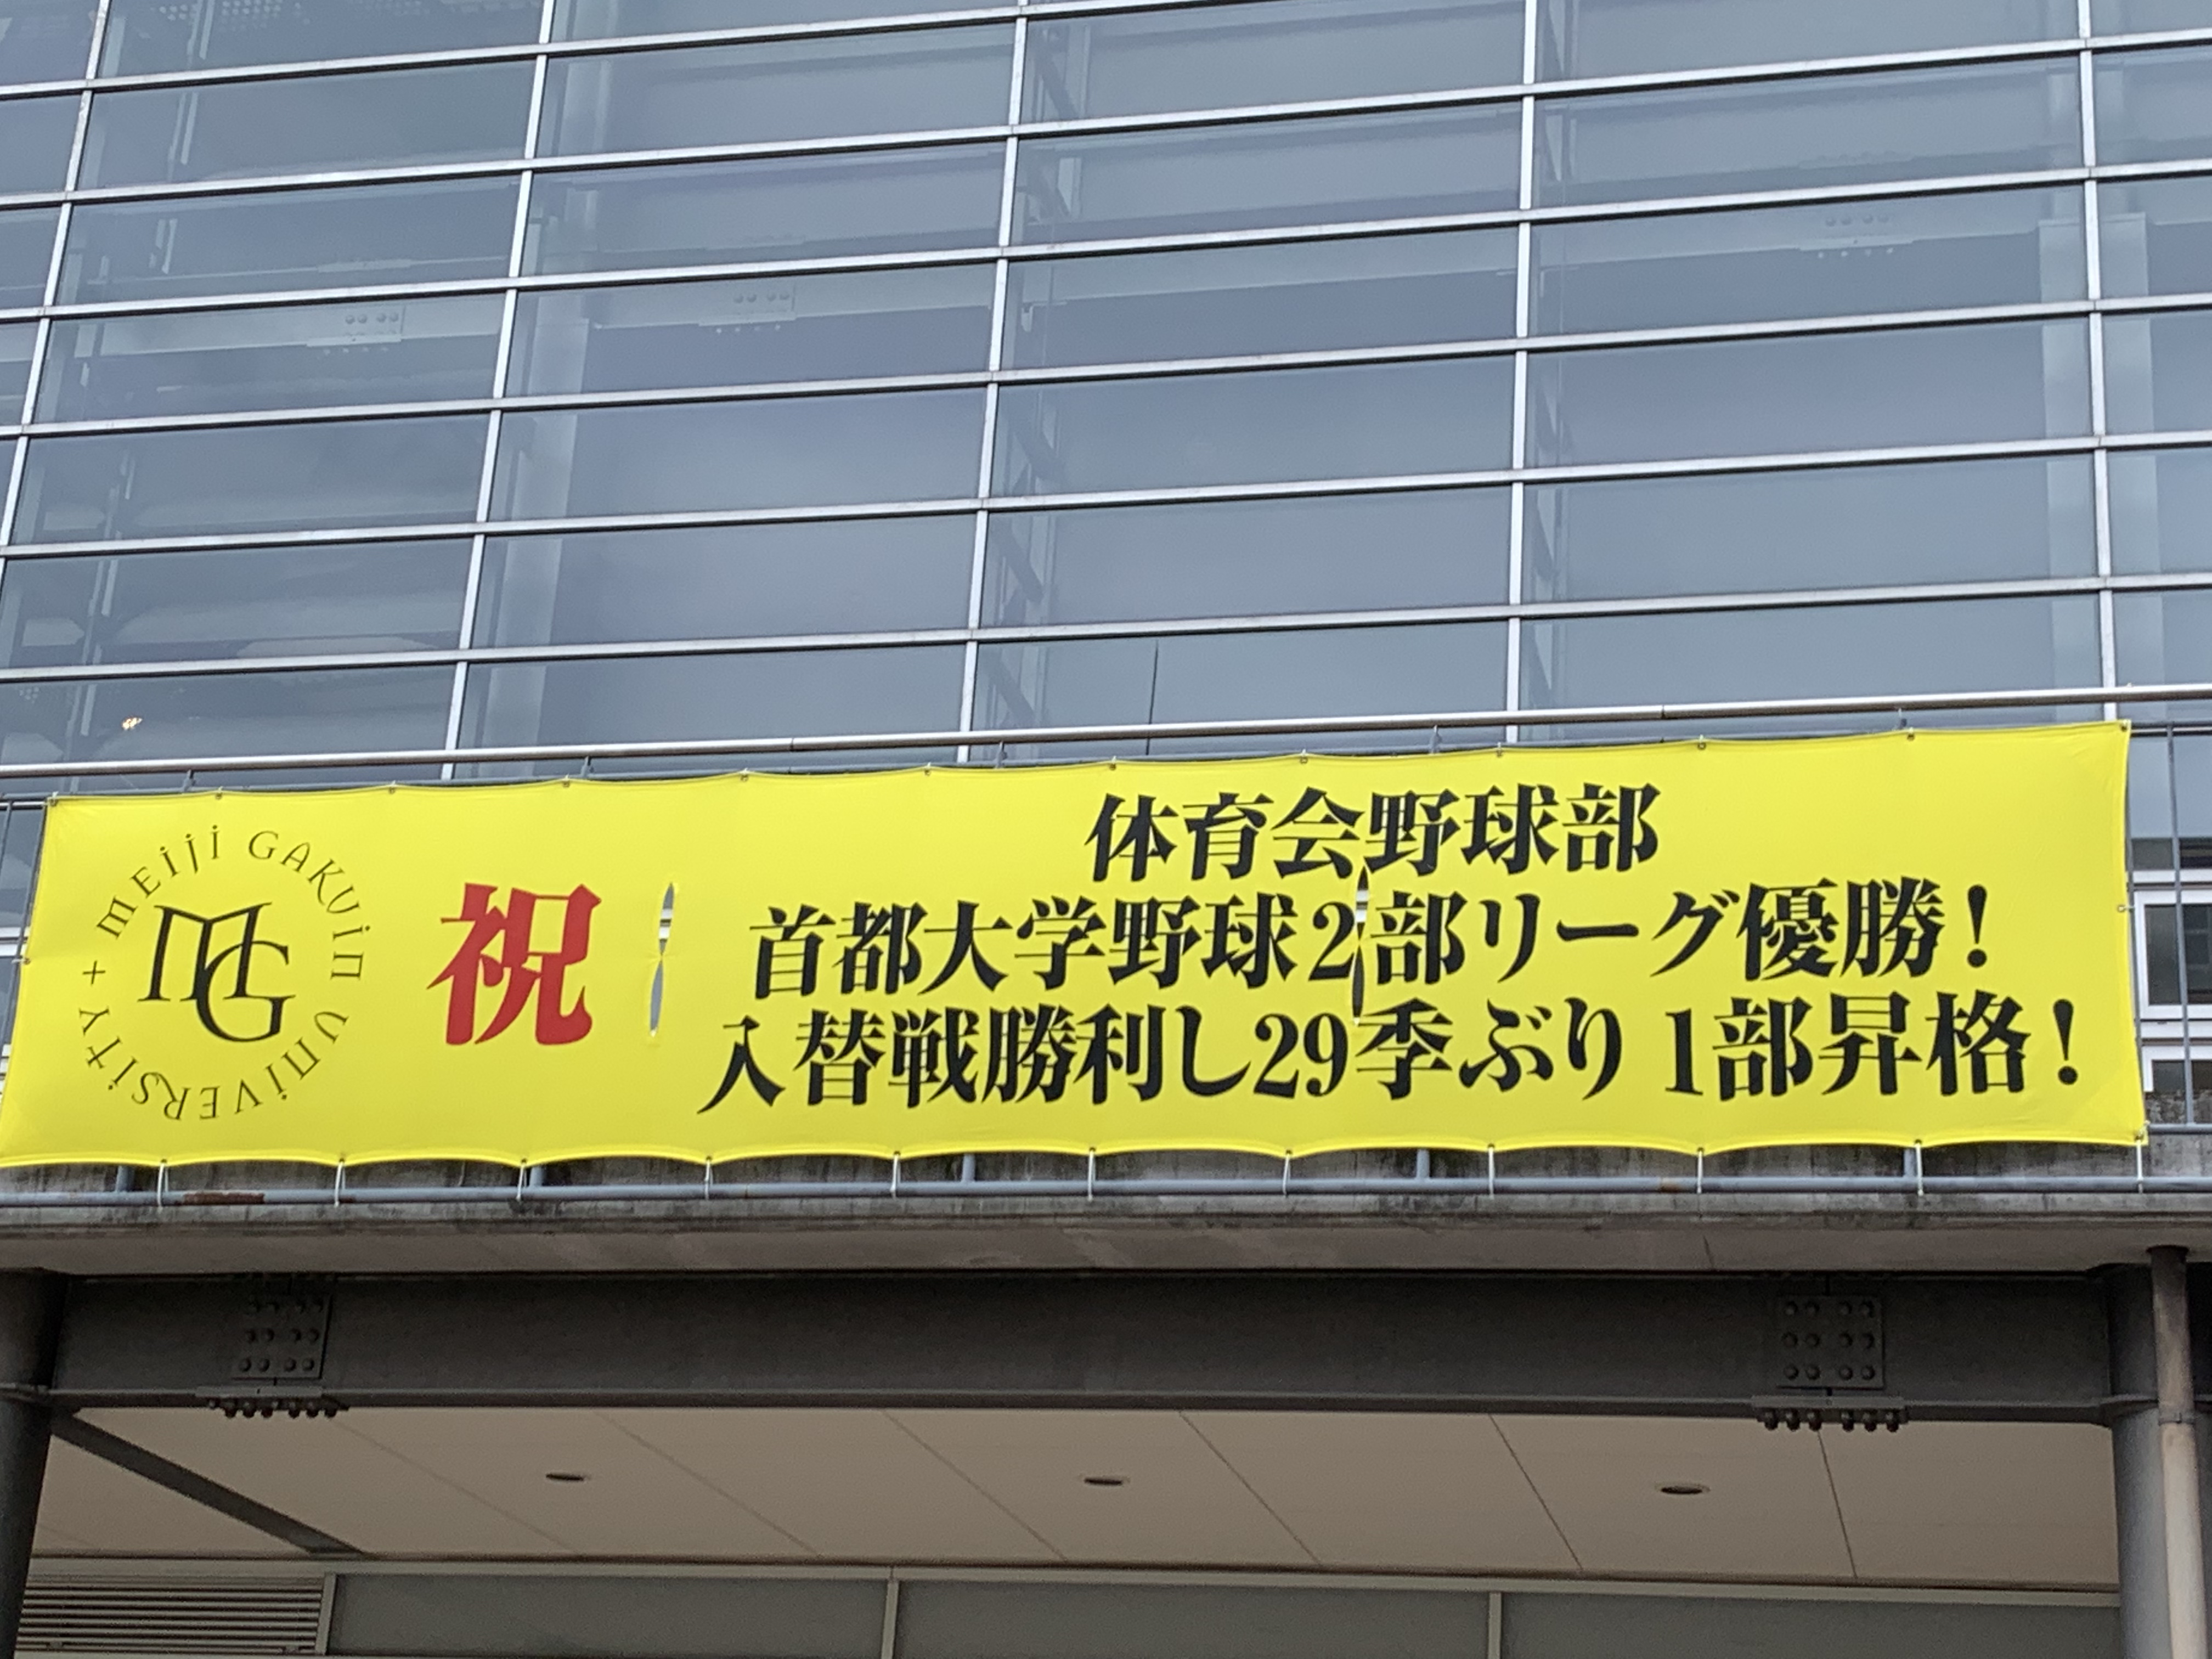 MEIJI GAKUIN UNIVERSITY +
MG
祝
体育会野球部
首都大学野球2部リーグ優勝!
入替戦勝利し29季ぶり1部昇格!